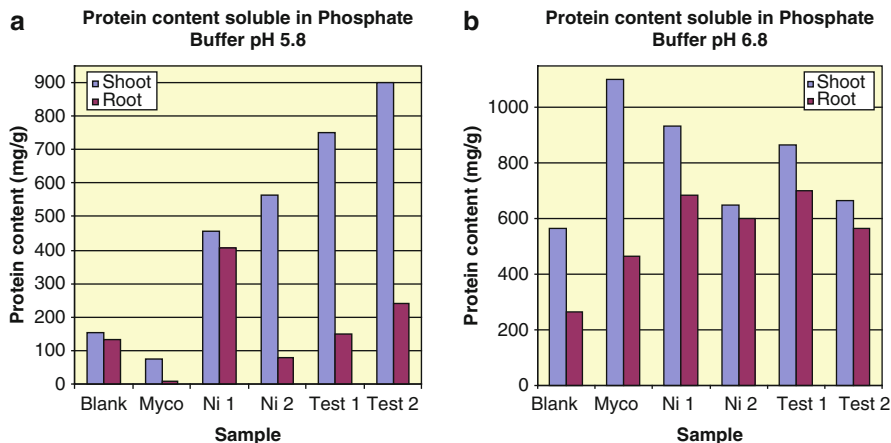 a
Protein content soluble in Phosphate
Buffer pH 5.8
Shoot
Root
Protein content (mg/g)
900
800
700
600
500
400
300
200
100
0
Blank Myco Ni 1 Ni 2 Test 1 Test 2
Sample
b
Protein content soluble in Phosphate
Buffer pH 6.8
Shoot
Root
Protein content (mg/g)
1000
800
600
400
200
0
Blank Myco Ni 1 Ni 2 Test 1 Test 2
Sample